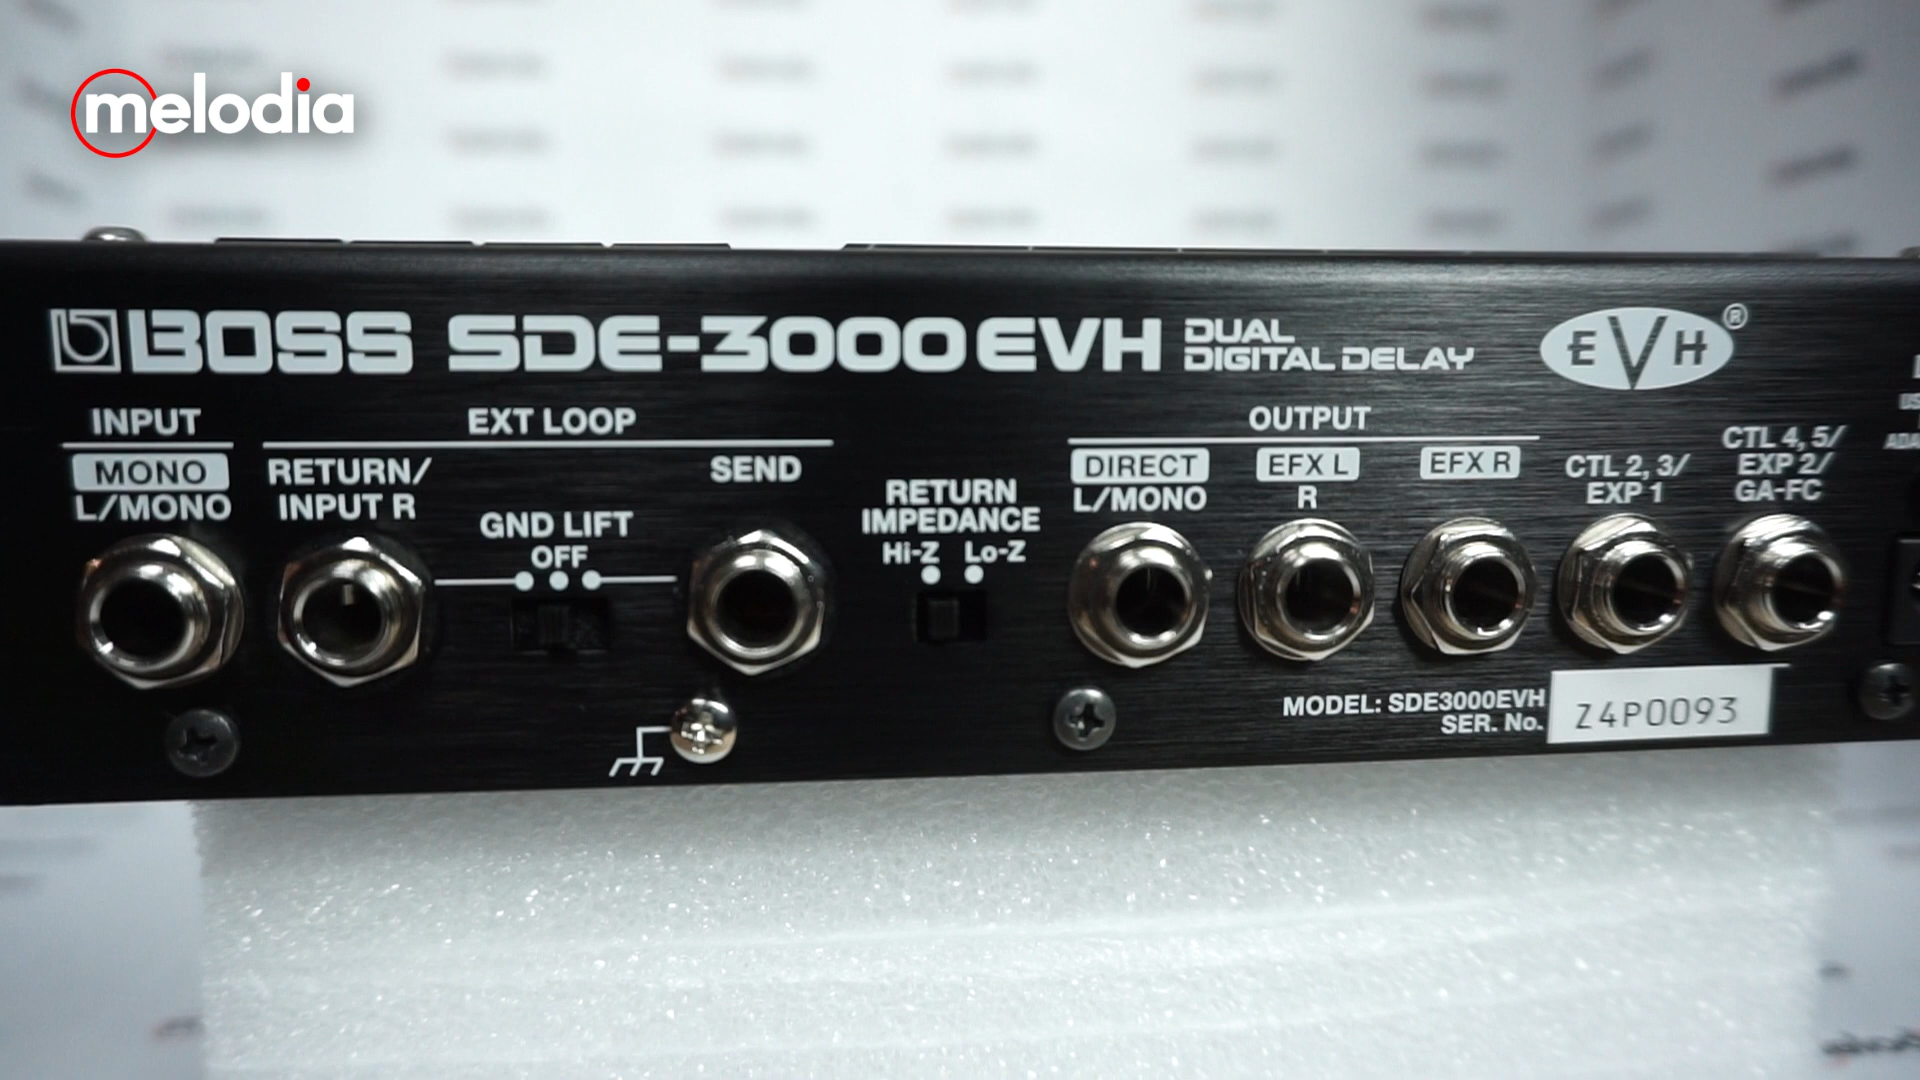 melodia
BOSS SDE-3000EVH DUAL DIGITAL DELAY
EVH®
INPUT
MONO
L/MONO
EXT LOOP
RETURN/
INPUT R
GND LIFT
OFF
SEND
RETURN
IMPEDANCE
Hi-Z Lo-Z
OUTPUT
DIRECT
L/MONO
EFX L
R
EFX R
CTL 2, 3/
EXP 1
CTL 4, 5/
EXP 2/
GA-FC
MODEL: SDE3000EVH
SER. No. Z4P0093